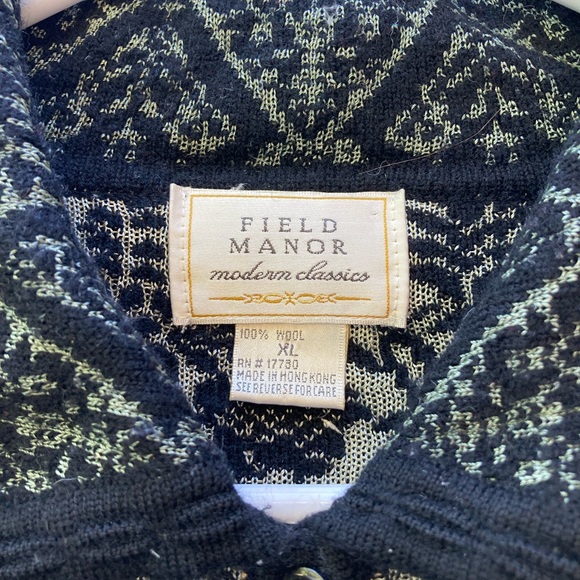 FIELD
MANOR
modern classics
100% WOOL
XL
RN # 17730
MADE IN HONG KONG
SEE REVERSE FOR CARE